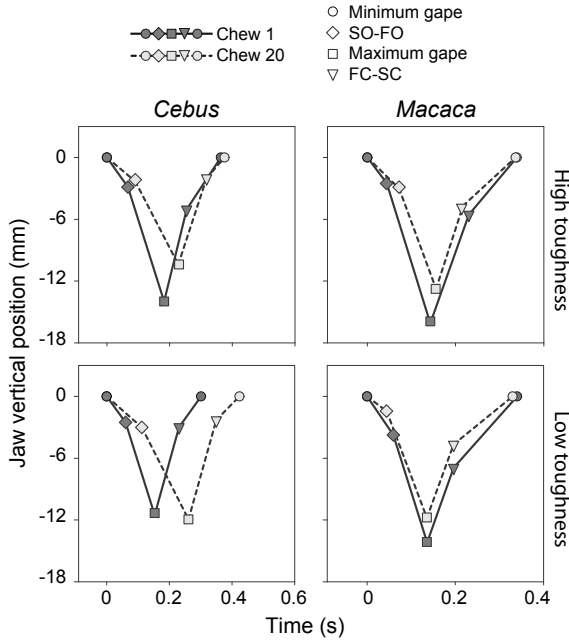 Chew 1
Chew 20
Minimum gape
SO-FO
Maximum gape
FC-SC
Cebus
Macaca
0
-6
-12
-18
High toughness
0
-6
-12
-18
Low toughness
Jaw vertical position (mm)
0
0.2
0.4
0.6
0
0.2
0.4
Time (s)